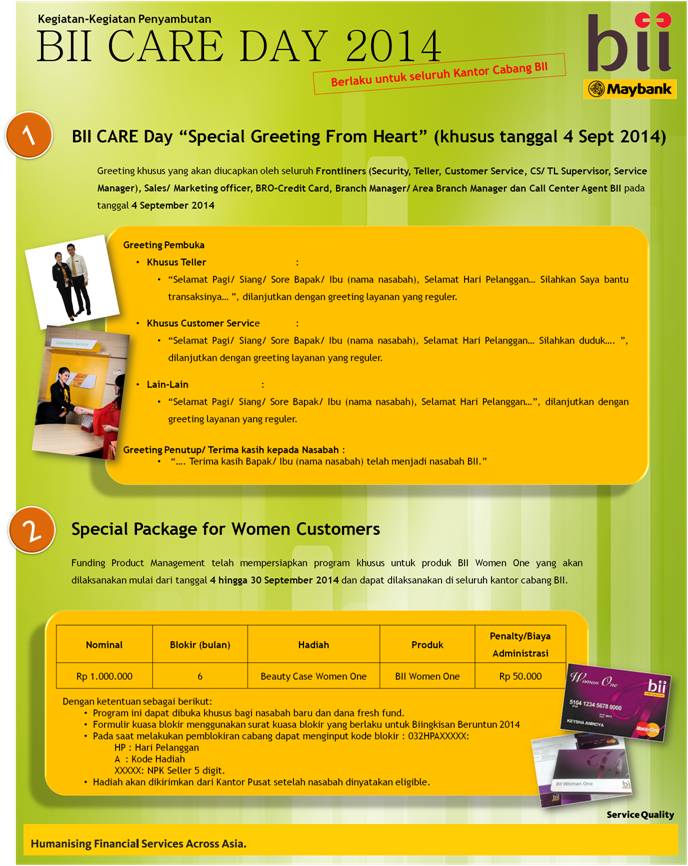 Kegiatan-Kegiatan Penyambutan
BII CARE DAY 2014
Berlaku untuk seluruh Kantor Cabang BII
bii
Maybank
1
BII CARE Day “Special Greeting From Heart” (khusus tanggal 4 Sept 2014)
Greeting khusus yang akan diucapkan oleh seluruh Frontliners (Security, Teller, Customer Service, CS/ TL Supervisor, Service
Manager), Sales/ Marketing officer, BRO-Credit Card, Branch Manager/ Area Branch Manager dan Call Center Agent BII pada
tanggal 4 September 2014
Greeting Pembuka
• Khusus Teller :
• “Selamat Pagi/ Siang/ Sore Bapak/ Ibu (nama nasabah), Selamat Hari Pelanggan… Silahkan Saya bantu
transaksinya… ”, dilanjutkan dengan greeting layanan yang reguler.
• Khusus Customer Service :
• “Selamat Pagi/ Siang/ Sore Bapak/ Ibu (nama nasabah), Selamat Hari Pelanggan… Silahkan duduk…. ”,
dilanjutkan dengan greeting layanan yang reguler.
• Lain-Lain :
• “Selamat Pagi/ Siang/ Sore Bapak/ Ibu (nama nasabah), Selamat Hari Pelanggan…”, dilanjutkan dengan
greeting layanan yang reguler.
Greeting Penutup/ Terima kasih kepada Nasabah :
• “…. Terima kasih Bapak/ Ibu (nama nasabah) telah menjadi nasabah BII.”
2
Special Package for Women Customers
Funding Product Management telah mempersiapkan program khusus untuk produk BII Women One yang akan
dilaksanakan mulai dari tanggal 4 hingga 30 September 2014 dan dapat dilaksanakan di seluruh kantor cabang BII.
Nominal Blokir (bulan) Hadiah Produk Penalty/Biaya Administrasi
Rp 1.000.000 6 Beauty Case Women One BII Women One Rp 50.000
Dengan ketentuan sebagai berikut:
• Program ini dapat dibuka khusus bagi nasabah baru dan dana fresh fund.
• Formulir kuasa blokir menggunakan surat kuasa blokir yang berlaku untuk Biingkisan Beruntun 2014
• Pada saat melakukan pemblokiran cabang dapat menginput kode blokir : 032HPAXXXXX:
HP : Hari Pelanggan
A : Kode Hadiah
XXXXX: NPK Seller 5 digit.
• Hadiah akan dikirimkan dari Kantor Pusat setelah nasabah dinyatakan eligible.
Women One
bii
5104 1234 5678 0000
MasterCard
BII Women One
Service Quality
Humanising Financial Services Across Asia.